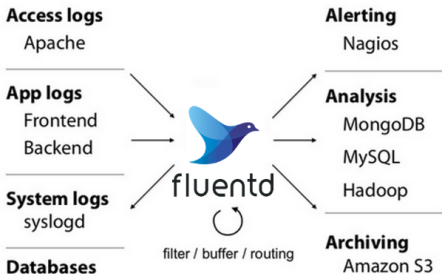 Access logs
Apache
App logs
Frontend
Backend
System logs
syslogd
Databases
fluentd
filter / buffer / routing
Alerting
Nagios
Analysis
MongoDB
MySQL
Hadoop
Archiving
Amazon S3